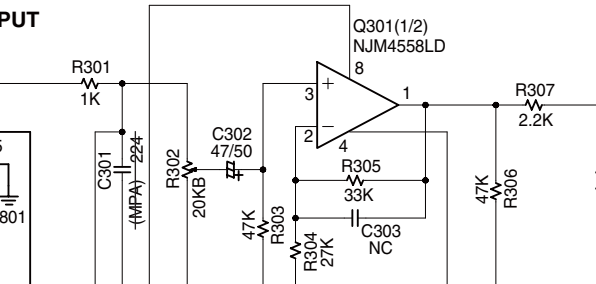 PUT
Q301(1/2)
NJM4558LD
R301
1K
8
3
+
1
R307
2.2K
−
2
4
C302
47/50
+
C301
224
(MPA)
R302
20KB
R305
33K
47K
R306
801
47K
R303
C303
NC
R304
27K